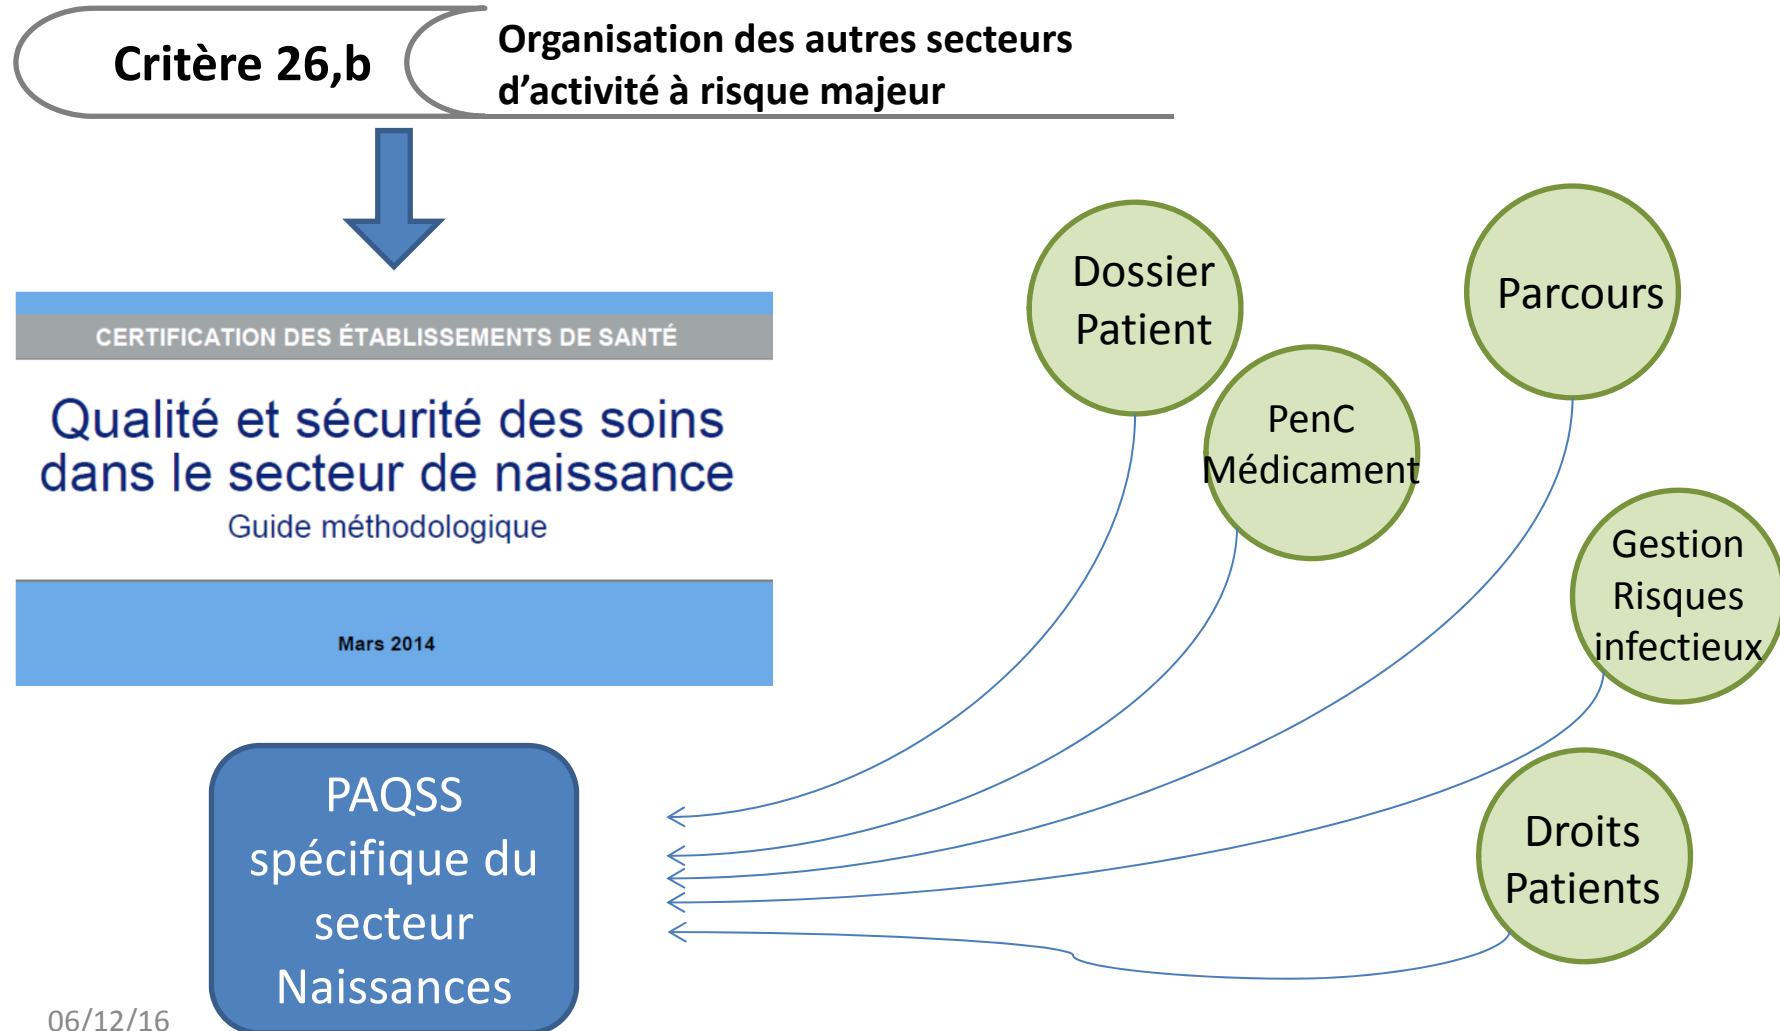 Critère 26,b
Organisation des autres secteurs
d’activité à risque majeur
CERTIFICATION DES ÉTABLISSEMENTS DE SANTÉ
Qualité et sécurité des soins
dans le secteur de naissance
Guide méthodologique
Mars 2014
Dossier
Patient
PenC
Médicament
Parcours
Gestion
Risques
infectieux
Droits
Patients
PAQSS
spécifique du
secteur
Naissances
06/12/16